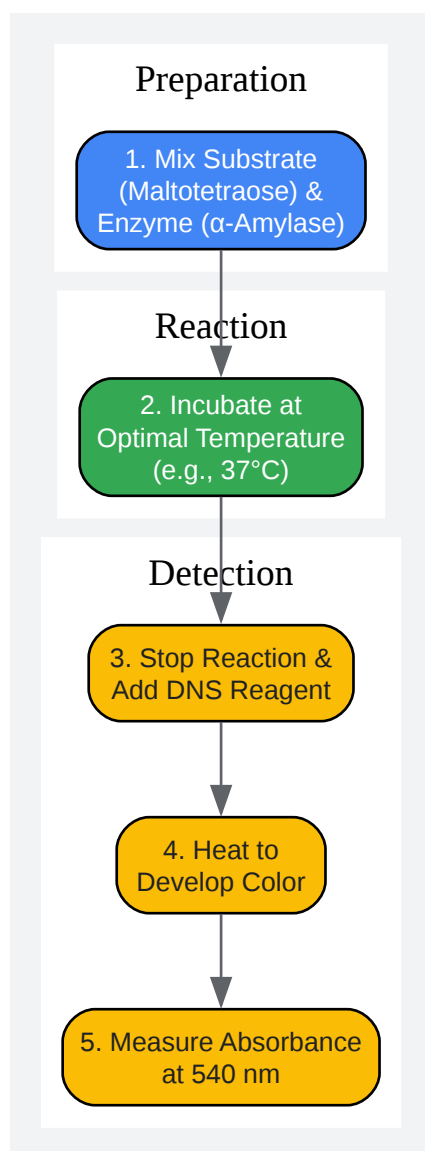 Preparation
1. Mix Substrate
(Maltotetraose) &
Enzyme (α-Amylase)
Reaction
2. Incubate at
Optimal Temperature
(e.g., 37°C)
Detection
3. Stop Reaction &
Add DNS Reagent
4. Heat to
Develop Color
5. Measure Absorbance
at 540 nm